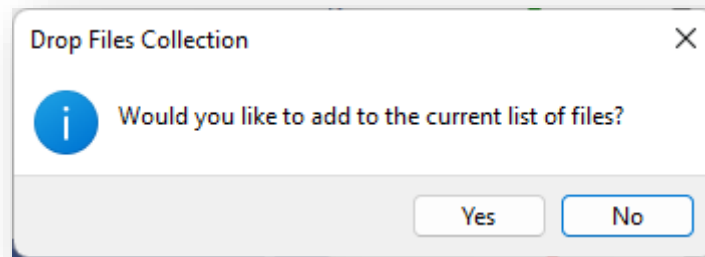 Drop Files Collection
Would you like to add to the current list of files?
Yes
No